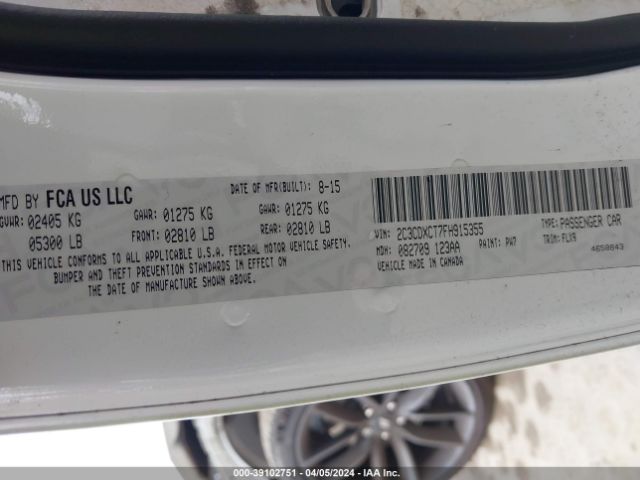 MFD BY FCA US LLC
DATE OF MFR(BUILT): 8-15
GVWR: 02405 KG
GAWR: 01275 KG
GAWR: 01275 KG
05300 LB
FRONT: 02810 LB
REAR: 02810 LB
THIS VEHICLE CONFORMS TO ALL APPLICABLE U.S.A. FEDERAL MOTOR VEHICLE SAFETY,
BUMPER AND THEFT PREVENTION STANDARDS IN EFFECT ON
THE DATE OF MANUFACTURE SHOWN ABOVE.
VIN: 2C3CDXCT7FH915355
TYPE: PASSENGER CAR
MDH: 082709 123AA
PAINT: PW7
TRIM: FLX9
VEHICLE MADE IN CANADA
4658843
000-39102751 | 04/05/2024 | IAA Inc.